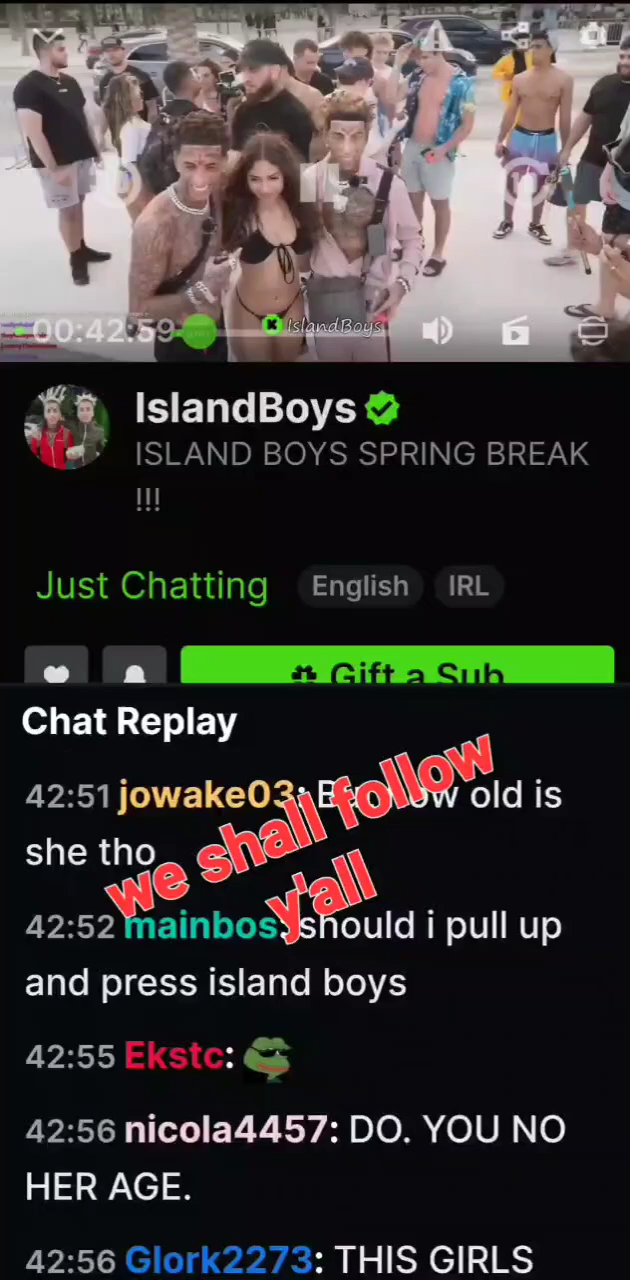 00:42:59
IslandBoys
IslandBoys
ISLAND BOYS SPRING BREAK
!!!
Just Chatting
English
IRL
Gift a Sub
Chat Replay
42:51 jowake03: old is
she tho
we shall follow
y'all
42:52 mainbos: should i pull up
and press island boys
42:55 Ekstc:
42:56 nicola4457: DO. YOU NO
HER AGE.
42:56 Glork2273: THIS GIRLS